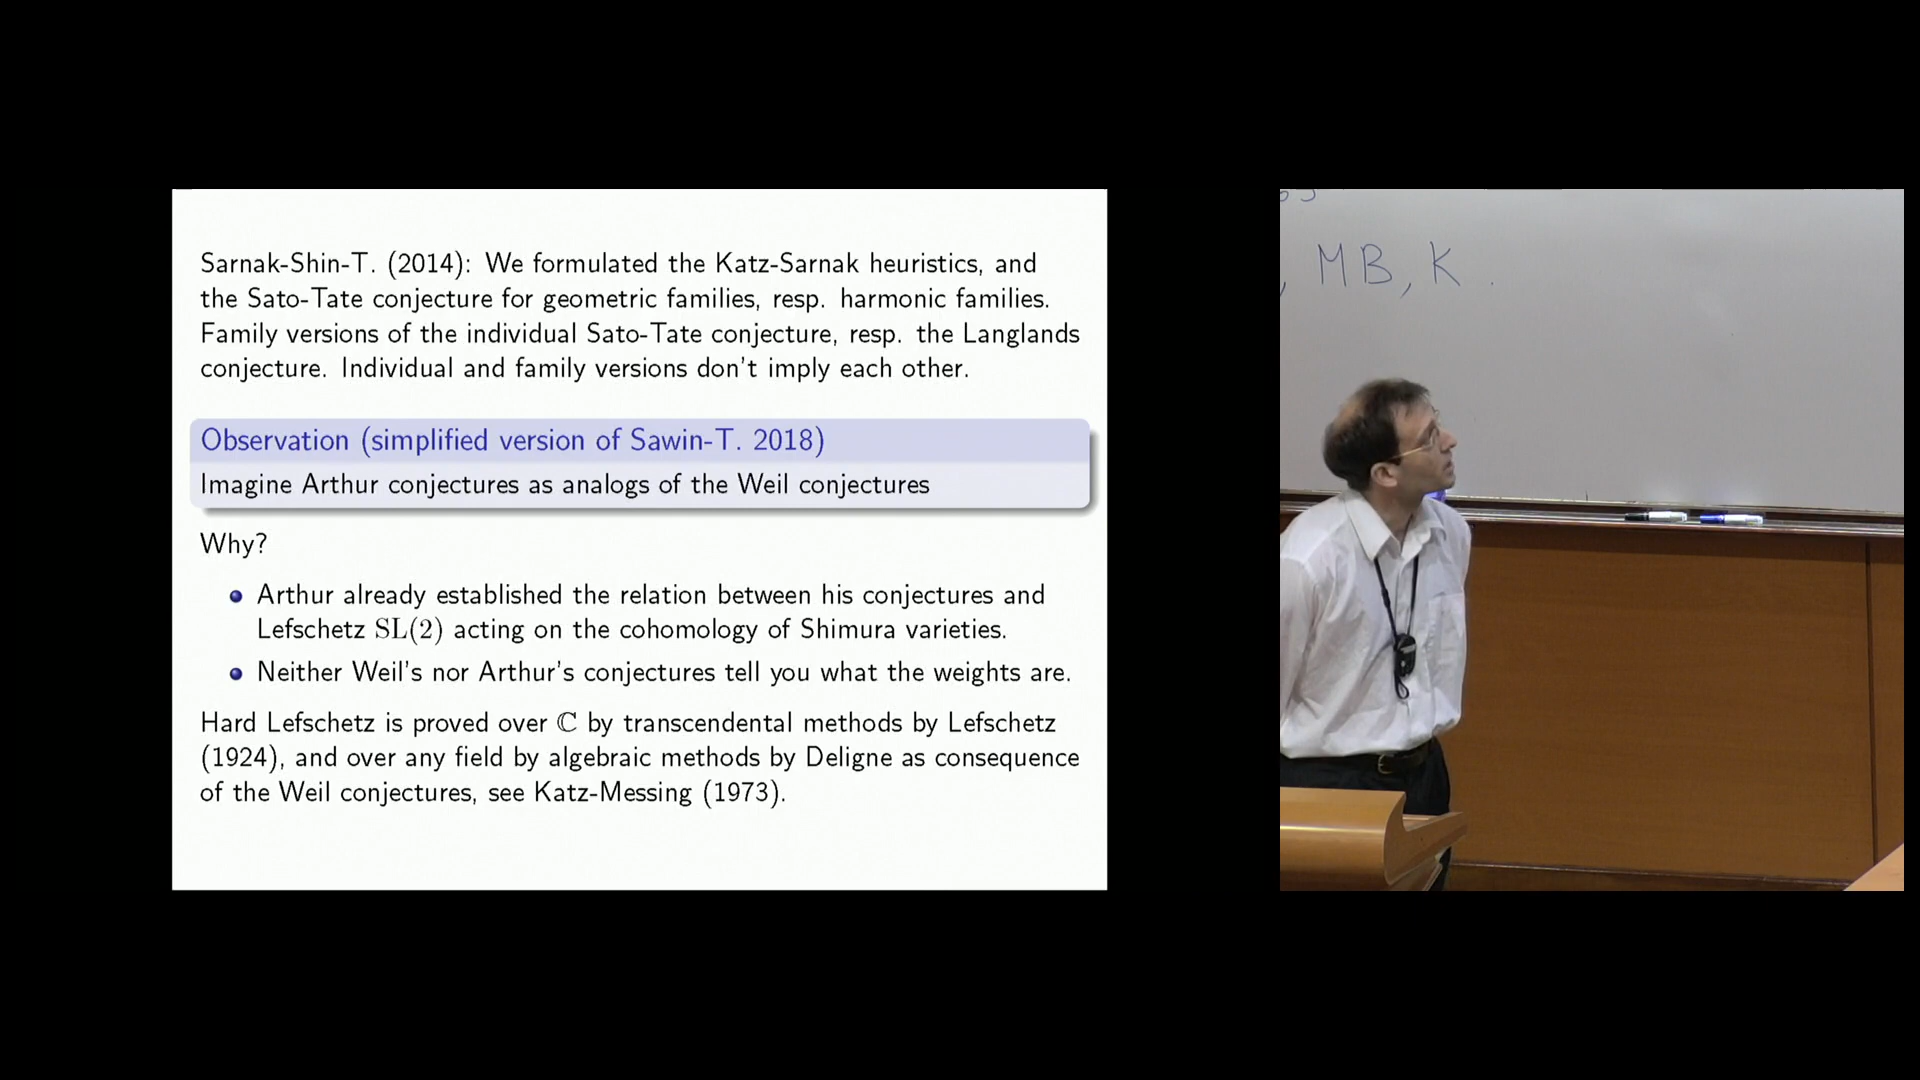 Sarnak-Shin-T. (2014): We formulated the Katz-Sarnak heuristics, and
the Sato-Tate conjecture for geometric families, resp. harmonic families.
Family versions of the individual Sato-Tate conjecture, resp. the Langlands
conjecture. Individual and family versions don't imply each other.
Observation (simplified version of Sawin-T. 2018)
Imagine Arthur conjectures as analogs of the Weil conjectures
Why?
Arthur already established the relation between his conjectures and
Lefschetz SL(2) acting on the cohomology of Shimura varieties.
Neither Weil's nor Arthur's conjectures tell you what the weights are.
Hard Lefschetz is proved over ℂ by transcendental methods by Lefschetz
(1924), and over any field by algebraic methods by Deligne as consequence
of the Weil conjectures, see Katz-Messing (1973).
, MB, K .